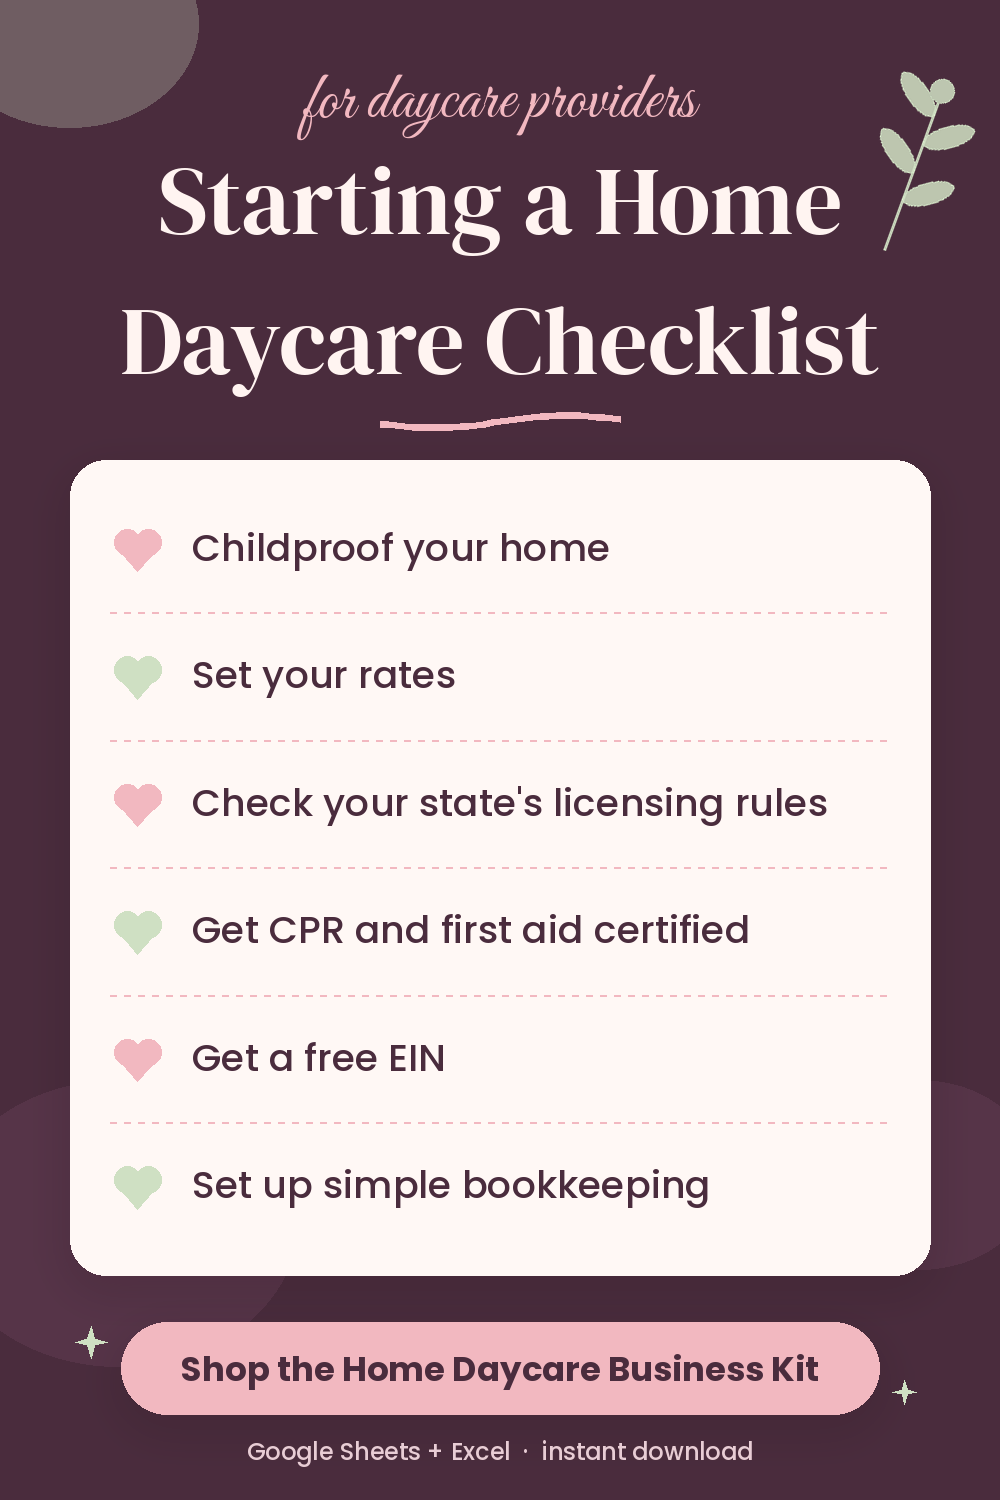 for daycare providers
Starting a Home
Daycare Checklist
Childproof your home
Set your rates
Check your state's licensing rules
Get CPR and first aid certified
Get a free EIN
Set up simple bookkeeping
Shop the Home Daycare Business Kit
Google Sheets + Excel · instant download